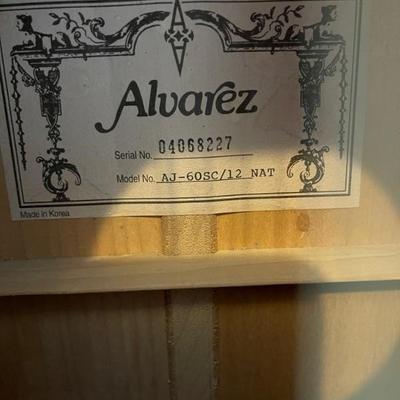 Alvarez
Serial No. 04068227
Model No. AJ-60SC/12 NAT
Made in Korea